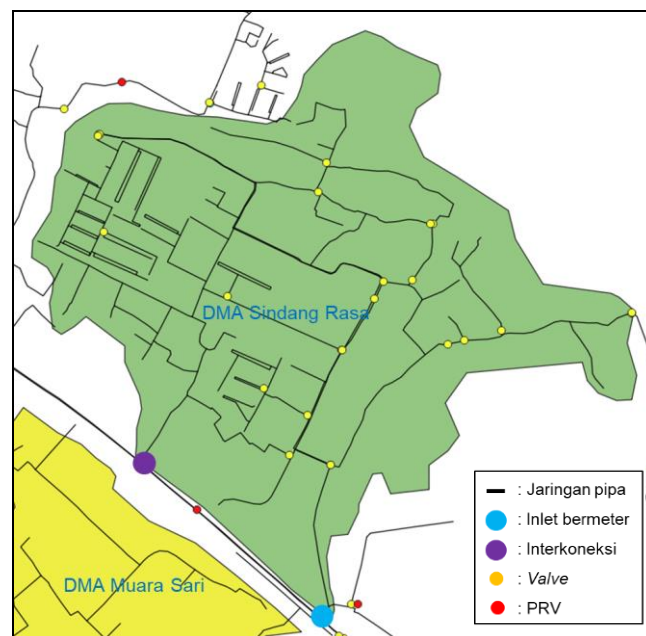 DMA Sindang Rasa
DMA Muara Sari
: Jaringan pipa
: Inlet bermeter
: Interkoneksi
: Valve
: PRV